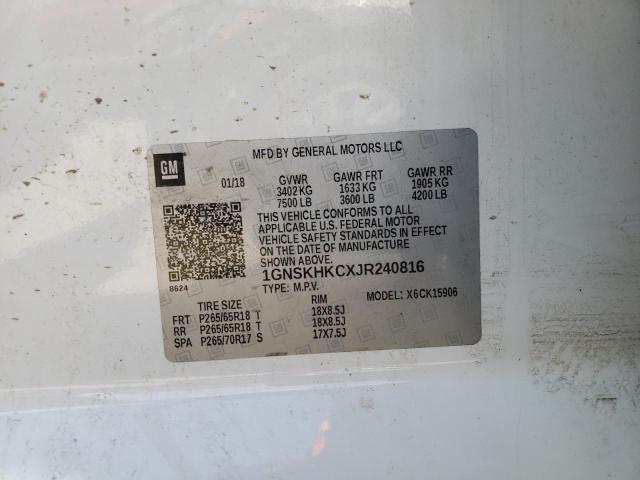 MFD BY GENERAL MOTORS LLC
GM
01/18
GVWR GAWR FRT GAWR RR
3402 KG 1633 KG 1905 KG
7500 LB 3600 LB 4200 LB
THIS VEHICLE CONFORMS TO ALL
APPLICABLE U.S. FEDERAL MOTOR
VEHICLE SAFETY STANDARDS IN EFFECT
ON THE DATE OF MANUFACTURE
SHOWN ABOVE.
1GNSKHKCXJR240816
8624
TYPE: M.P.V. MODEL: X6CK15906
TIRE SIZE RIM
FRT P265/65R18 T 18X8.5J
RR P265/65R18 T 18X8.5J
SPA P265/70R17 S 17X7.5J